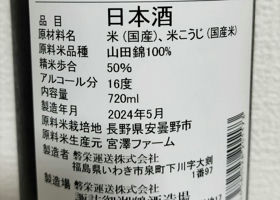 品目 日本酒
原材料名 米(国産)、米こうじ(国産米)
原料米品種 山田錦100%
精米歩合 50%
アルコール分 16度
内容量 720ml
製造年月 2024年5月
原料米栽培地 長野県安曇野市
原料米生産元 宮澤ファーム
製造者 磐栄運送株式会社
福島県いわき市泉町下川字大剣
1番97
製造場 磐栄運送株式会社